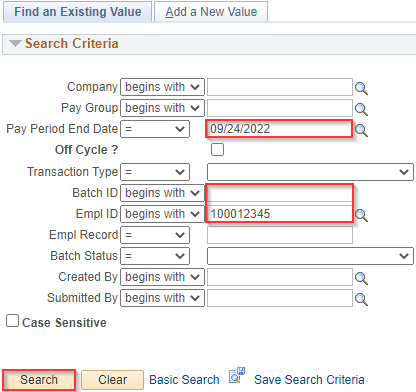 Find an Existing Value Add a New Value
Search Criteria
Company begins with
Pay Group begins with
Pay Period End Date = 09/24/2022
Off Cycle ?
Transaction Type =
Batch ID begins with
Empl ID begins with 100012345
Empl Record =
Batch Status =
Created By begins with
Submitted By begins with
Case Sensitive
Search Clear Basic Search Save Search Criteria